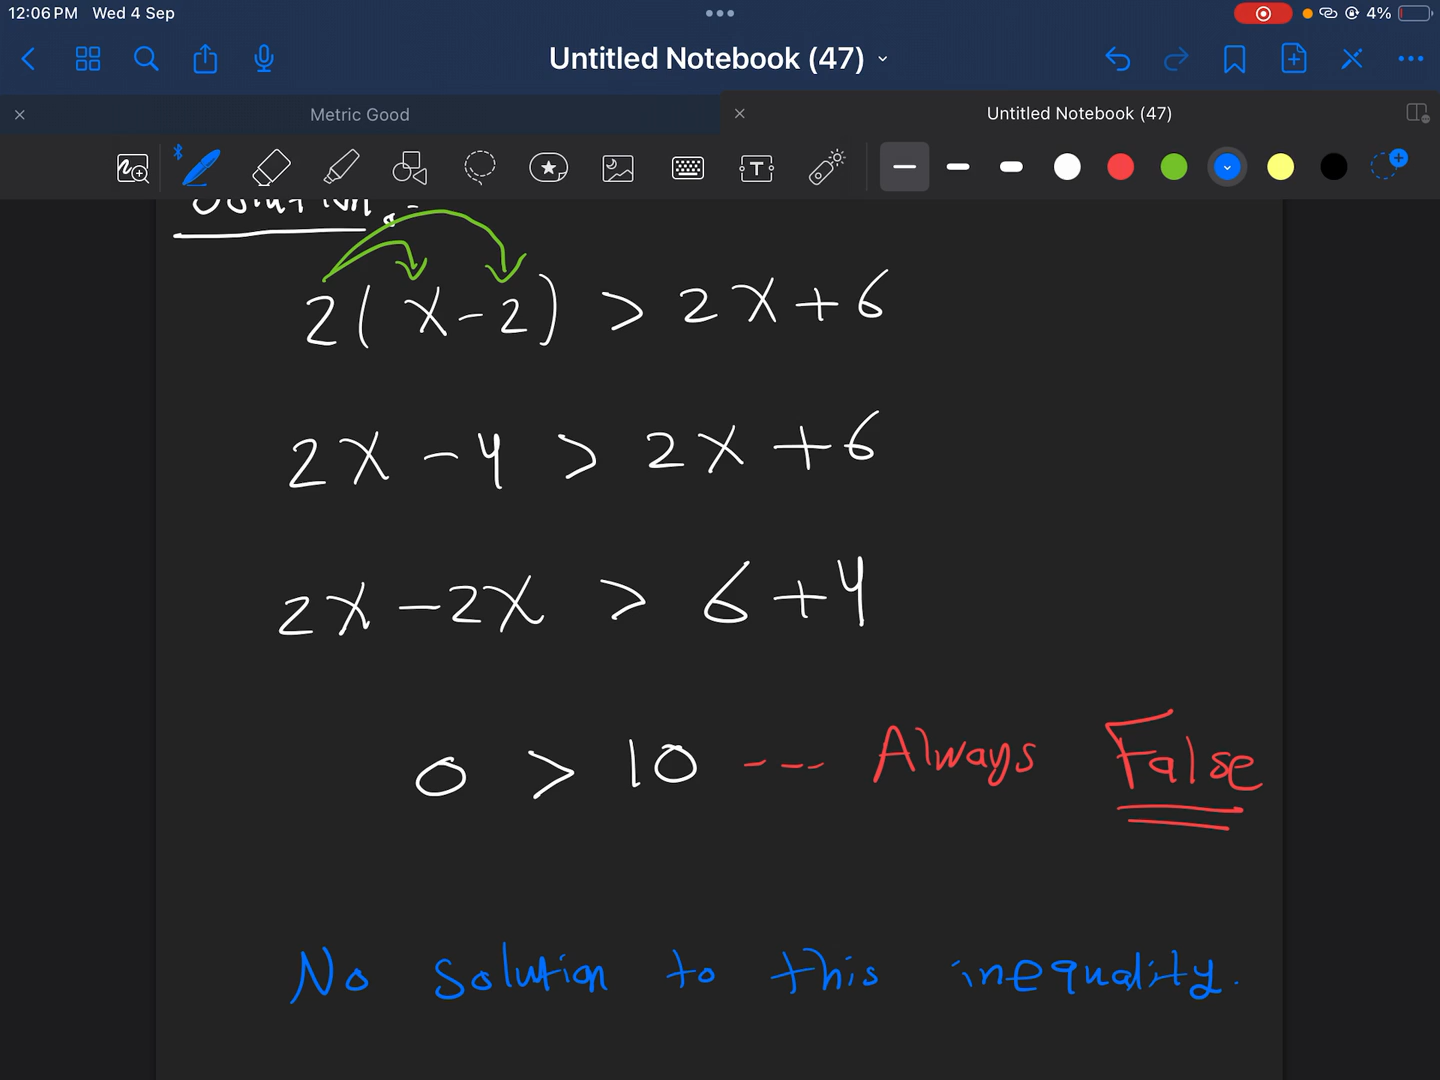 12:06 PM Wed 4 Sep 4%
Untitled Notebook (47)
Metric Good Untitled Notebook (47)
Solution:-
2(x-2) > 2x+6
2x-4 > 2x+6
2x-2x > 6+4
0 > 10 --- Always False
No solution to this inequality.